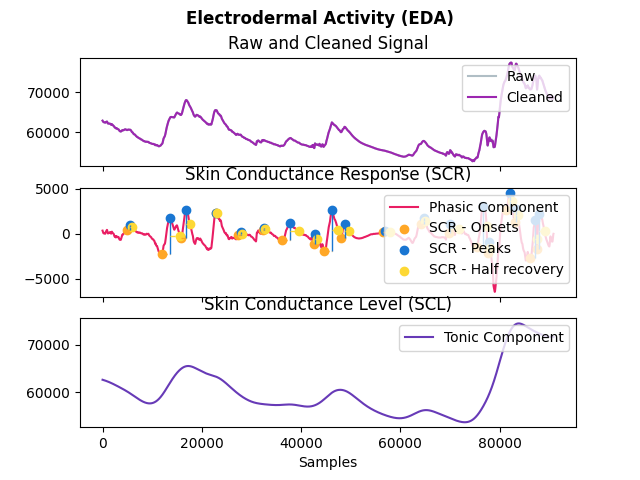 Electrodermal Activity (EDA)
Raw and Cleaned Signal
70000
60000
Raw
Cleaned
Skin Conductance Response (SCR)
5000
0
−5000
Phasic Component
SCR - Onsets
SCR - Peaks
SCR - Half recovery
Skin Conductance Level (SCL)
70000
60000
Tonic Component
0 20000 40000 60000 80000
Samples